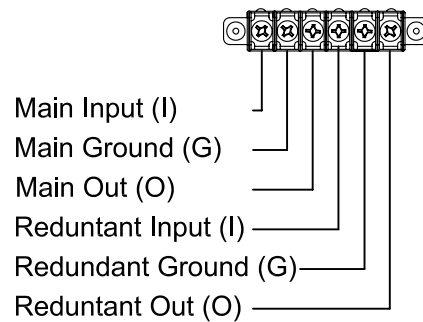 Main Input (I)
Main Ground (G)
Main Out (O)
Reduntant Input (I)
Redundant Ground (G)
Reduntant Out (O)